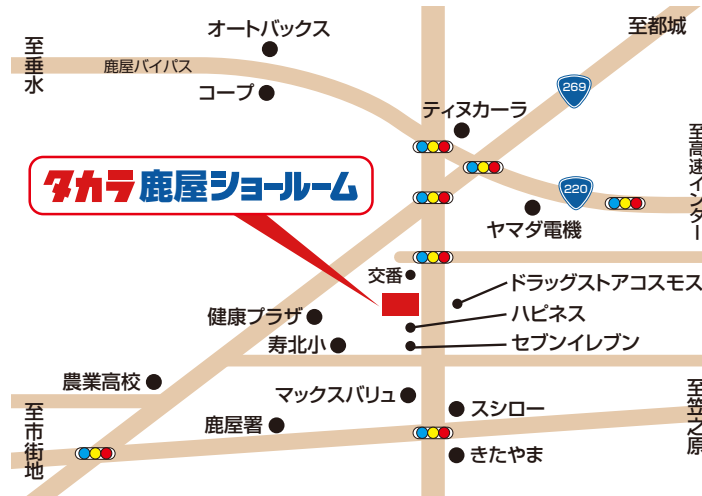 オートバックス
至都城
至垂水
鹿屋バイパス
コープ
269
ティヌカーラ
至高速インター
タカラ鹿屋ショールーム
220
ヤマダ電機
交番
ドラッグストアコスモス
健康プラザ
ハピネス
寿北小
セブンイレブン
農業高校
マックスバリュ
至笠之原
至市街地
スシロー
鹿屋署
きたやま